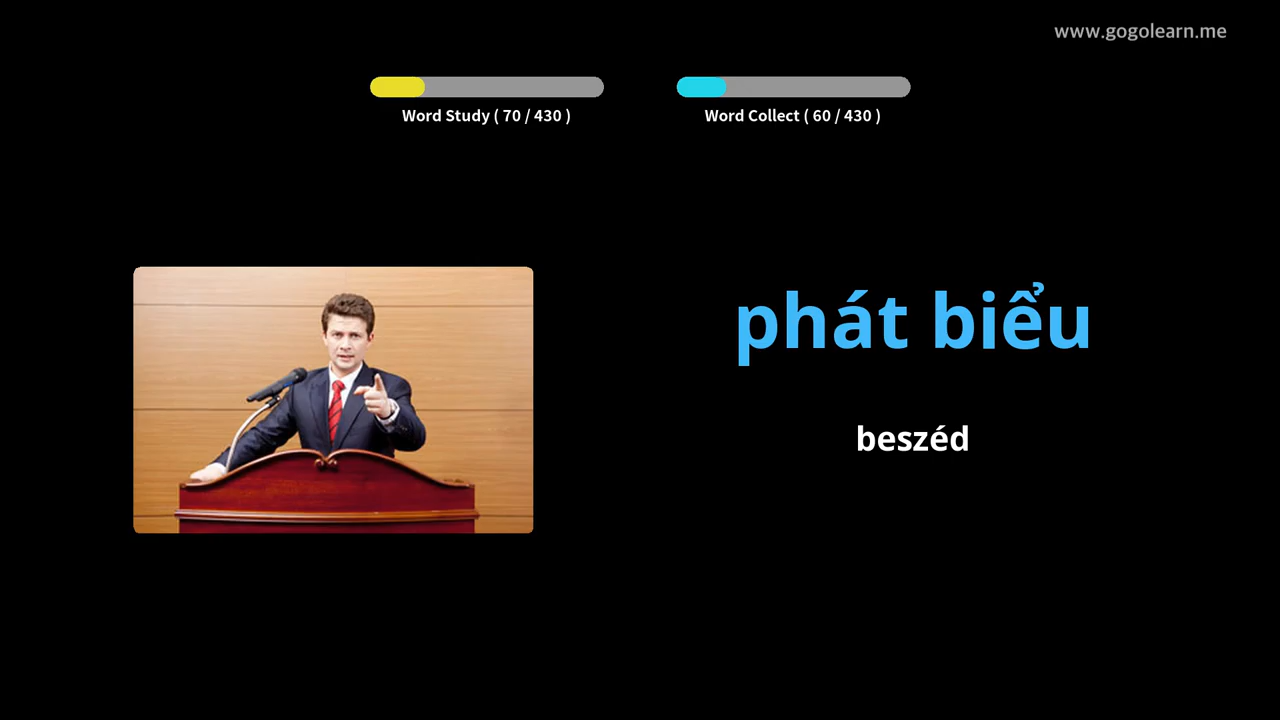 www.gogolearn.me
Word Study ( 70 / 430 )
Word Collect ( 60 / 430 )
phát biểu
beszéd